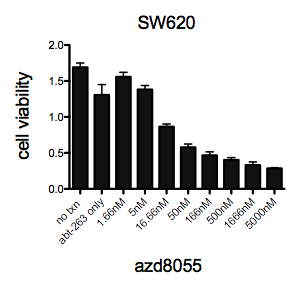 SW620
cell viability
2.0
1.5
1.0
0.5
0.0
no txn
abt-263 only
1.66nM
5nM
16.66nM
50nM
166nM
500nM
1666nM
5000nM
azd8055